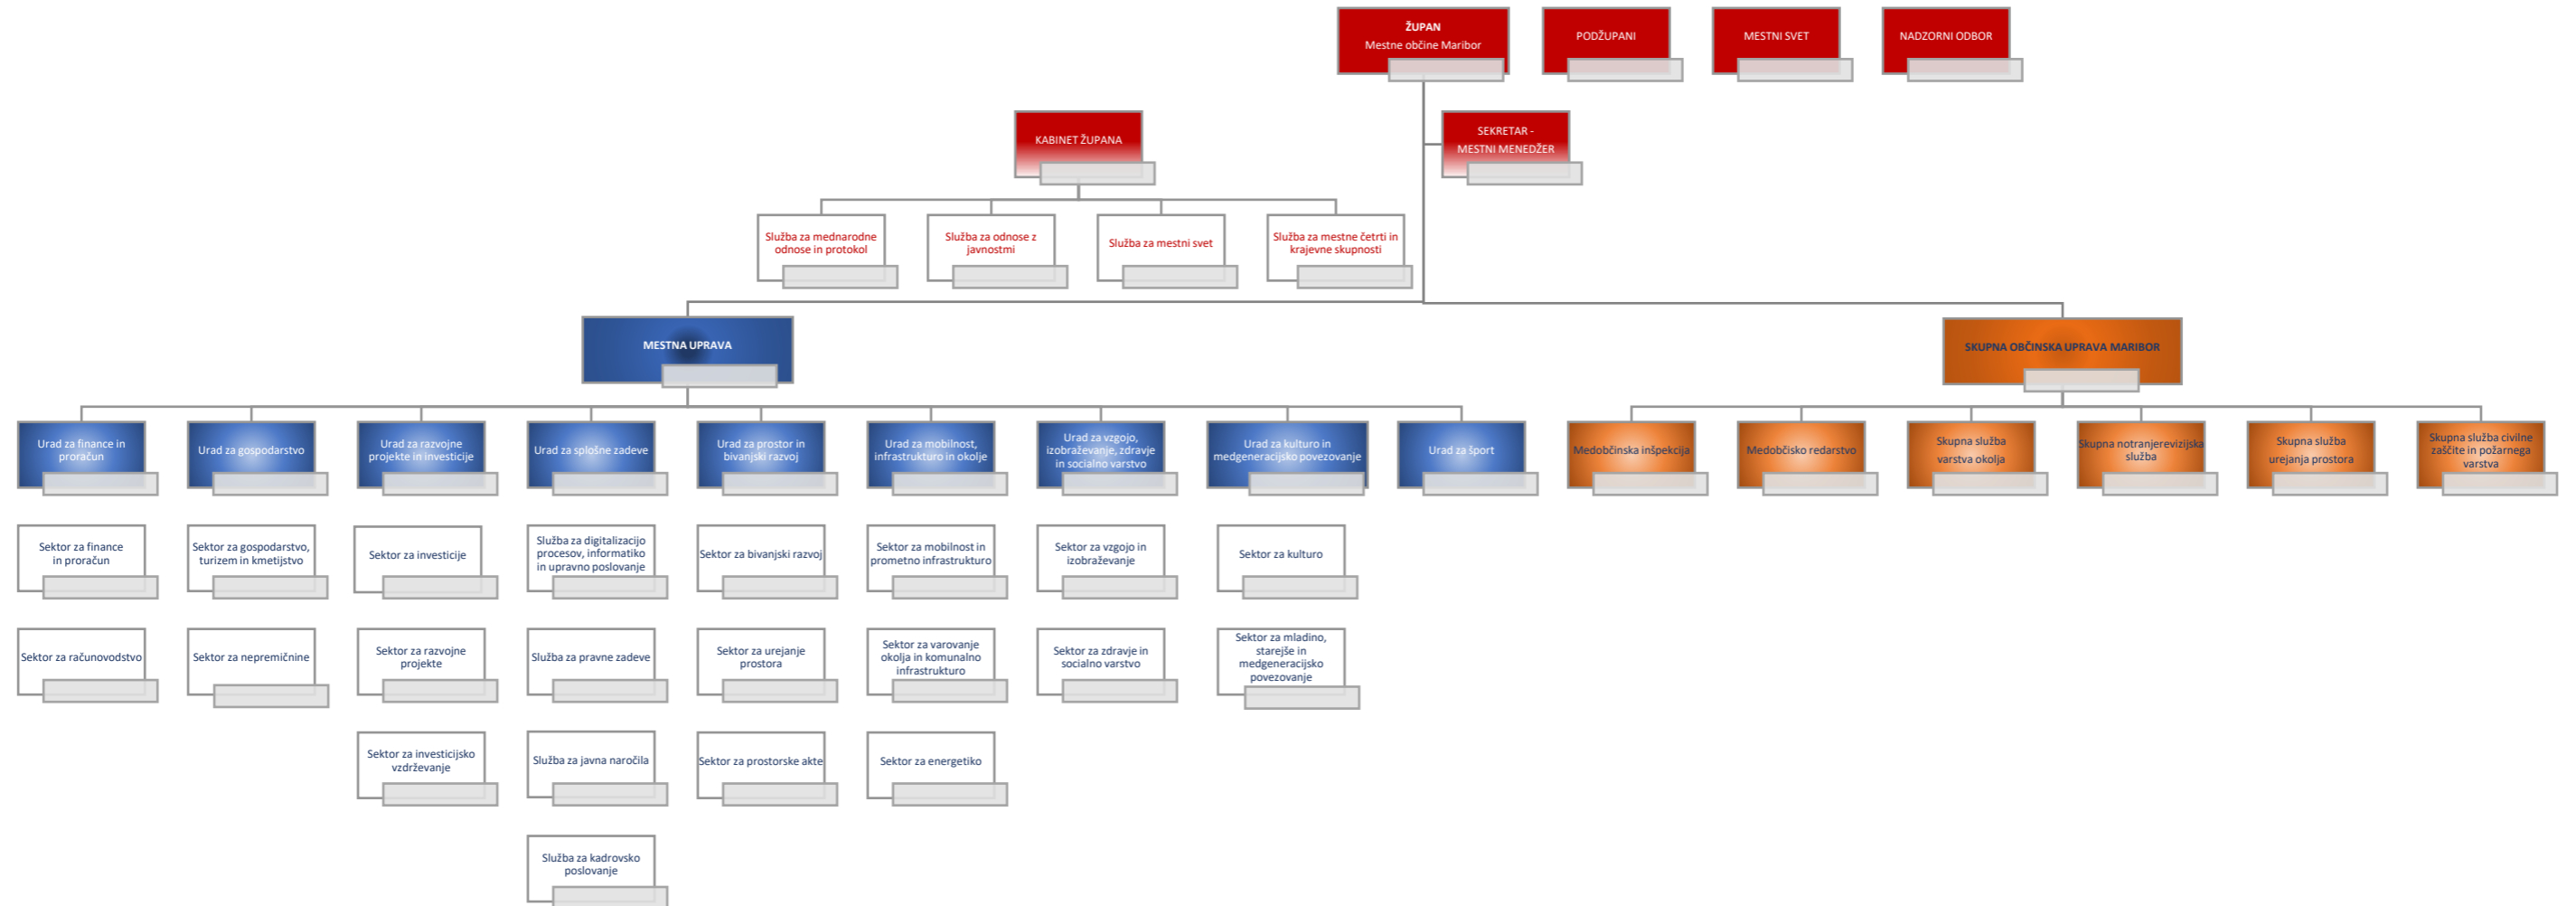 ŽUPAN
Mestne občine Maribor
PODŽUPANI
MESTNI SVET
NADZORNI ODBOR
KABINET ŽUPANA
SEKRETAR -
MESTNI MENEDŽER
Služba za mednarodne
odnose in protokol
Služba za odnose z
javnostmi
Služba za mestni svet
Služba za mestne četrti in
krajevne skupnosti
MESTNA UPRAVA
SKUPNA OBČINSKA UPRAVA MARIBOR
Urad za finance in
proračun
Urad za gospodarstvo
Urad za razvojne
projekte in investicije
Urad za splošne zadeve
Urad za prostor in
bivanjski razvoj
Urad za mobilnost,
infrastrukturo in okolje
Urad za vzgojo,
izobraževanje, zdravje
in socialno varstvo
Urad za kulturo in
medgeneracijsko povezovanje
Urad za šport
Medobčinska inšpekcija
Medobčisko redarstvo
Skupna služba
varstva okolja
Skupna notranjerevizijska
služba
Skupna služba
urejanja prostora
Skupna služba civilne
zaščite in požarnega
varstva
Sektor za finance
in proračun
Sektor za gospodarstvo,
turizem in kmetijstvo
Sektor za investicije
Služba za digitalizacijo
procesov, informatiko
in upravno poslovanje
Sektor za bivanjski razvoj
Sektor za mobilnost in
prometno infrastrukturo
Sektor za vzgojo in
izobraževanje
Sektor za kulturo
Sektor za računovodstvo
Sektor za nepremičnine
Sektor za razvojne
projekte
Služba za pravne zadeve
Sektor za urejanje
prostora
Sektor za varovanje
okolja in komunalno
infrastrukturo
Sektor za zdravje in
socialno varstvo
Sektor za mladino,
starejše in
medgeneracijsko
povezovanje
Sektor za investicijsko
vzdrževanje
Služba za javna naročila
Sektor za prostorske akte
Sektor za energetiko
Služba za kadrovsko
poslovanje